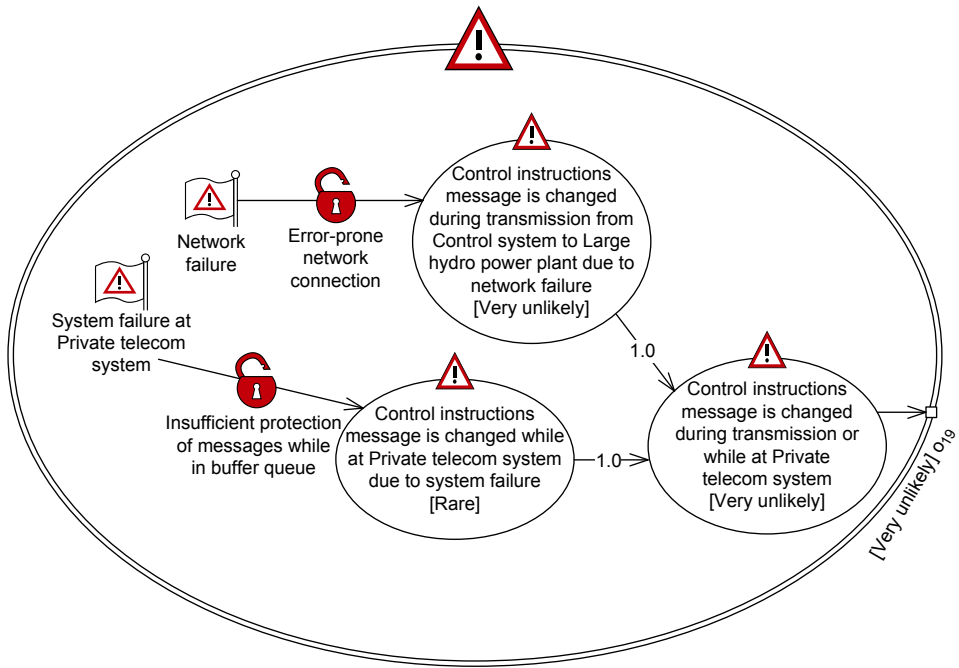 Control instructions
message is changed
during transmission from
Control system to Large
hydro power plant due to
network failure
[Very unlikely]
Network
failure
Error-prone
network
connection
System failure at
Private telecom
system
1.0
Insufficient protection
of messages while
in buffer queue
Control instructions
message is changed while
at Private telecom system
due to system failure
[Rare]
1.0
Control instructions
message is changed
during transmission or
while at Private
telecom system
[Very unlikely]
[Very unlikely] o19